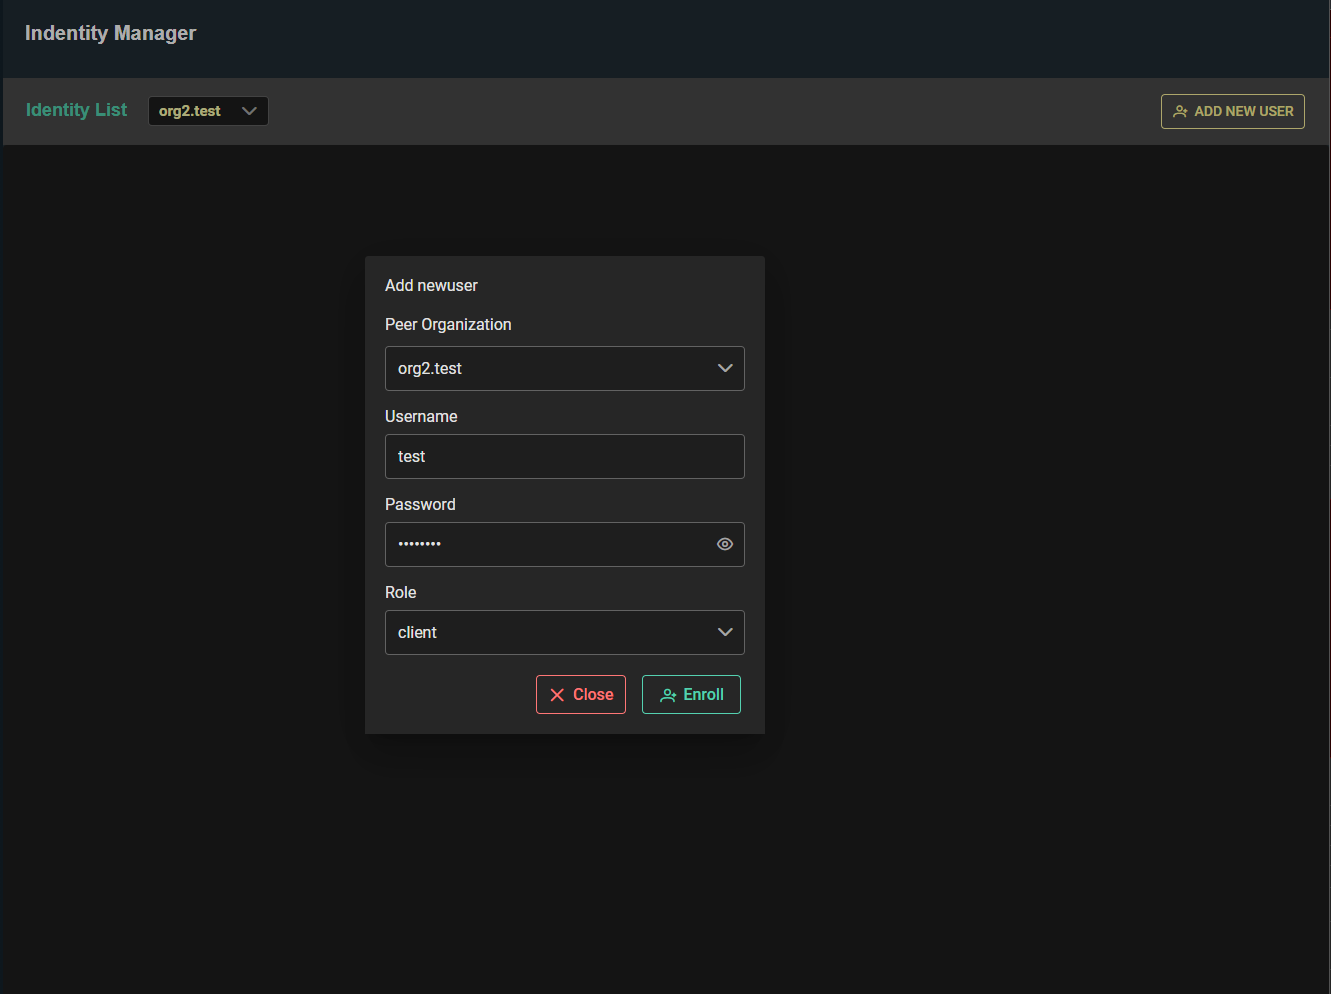 Indentity Manager
Identity List
org2.test
ADD NEW USER
Add newuser
Peer Organization
org2.test
Username
test
Password
••••••••
Role
client
Close
Enroll